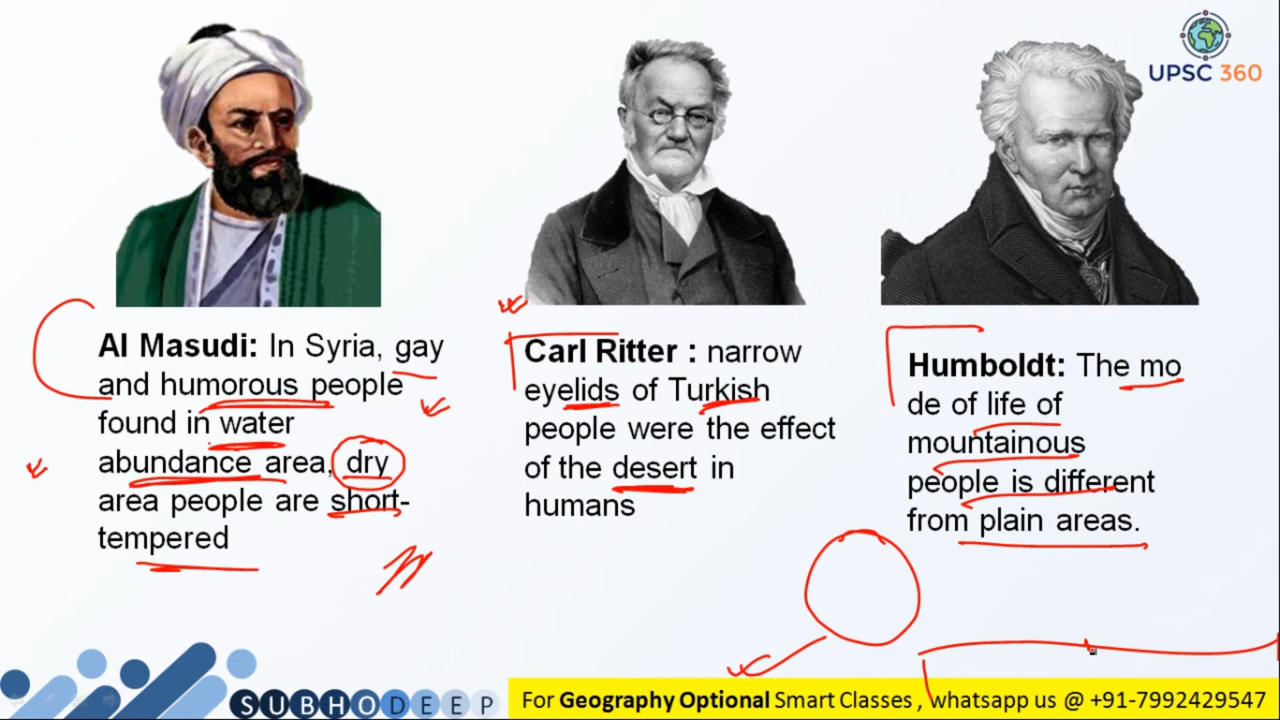 UPSC 360
Al Masudi: In Syria, gay
and humorous people
found in water
abundance area, dry
area people are short-
tempered
Carl Ritter : narrow
eyelids of Turkish
people were the effect
of the desert in
humans
Humboldt: The mo
de of life of
mountainous
people is different
from plain areas.
SUBHODEEP
For Geography Optional Smart Classes , whatsapp us @ +91-7992429547